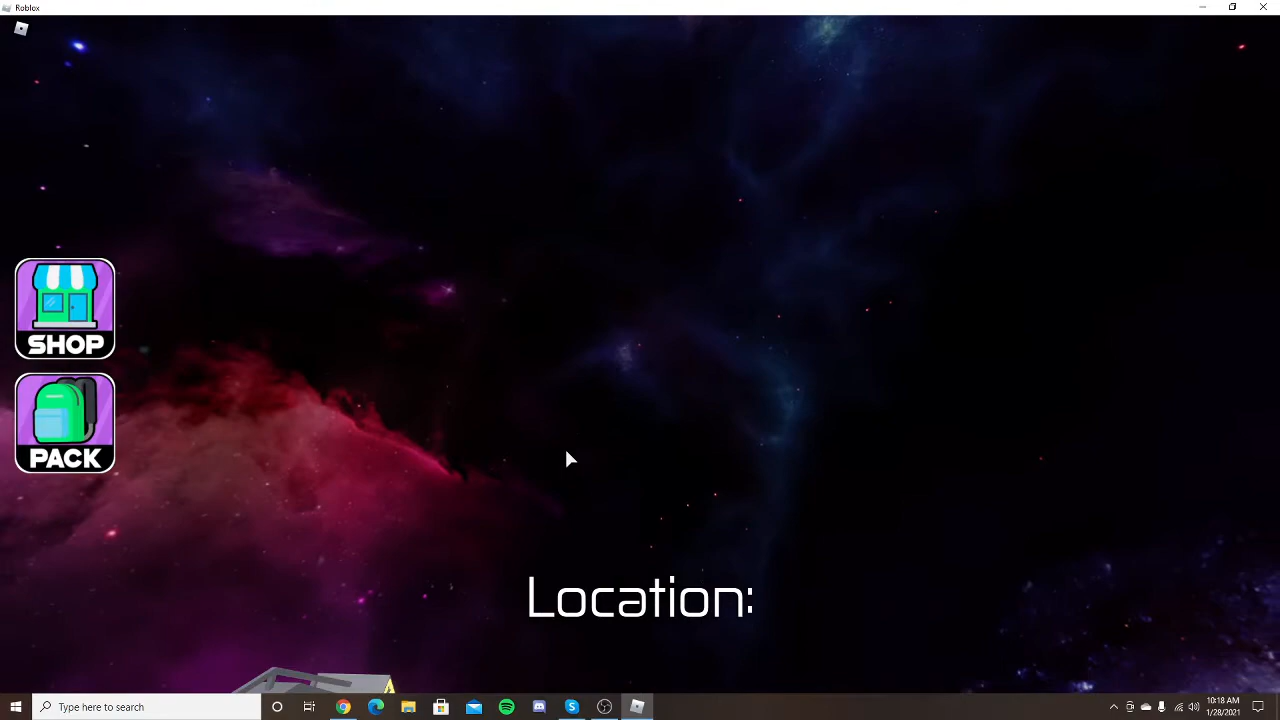 Roblox
SHOP
PACK
Location:
Type here to search
10:18 AM
1/28/2021